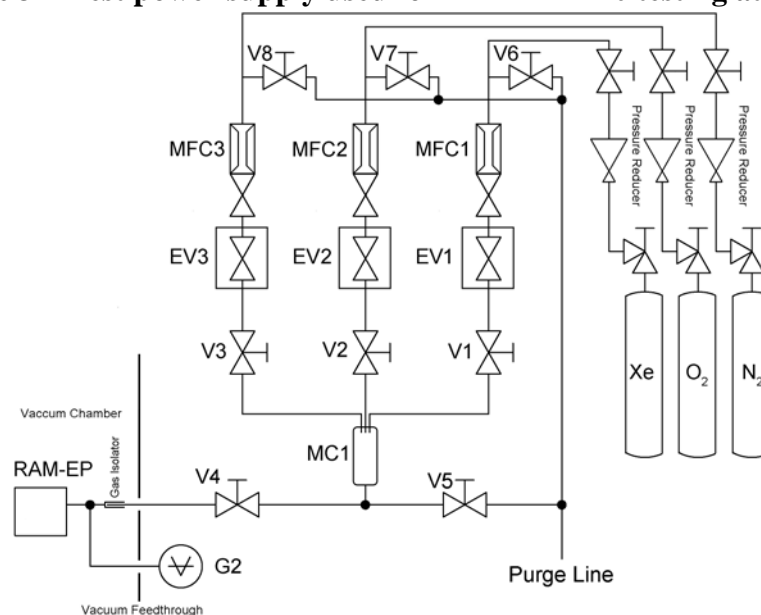 V8
V7
V6
MFC3
MFC2
MFC1
Pressure Reducer
Pressure Reducer
Pressure Reducer
EV3
EV2
EV1
V3
V2
V1
Xe
O₂
N₂
Vaccum Chamber
MC1
RAM-EP
Gas Isolator
V4
V5
G2
Purge Line
Vacuum Feedthrough